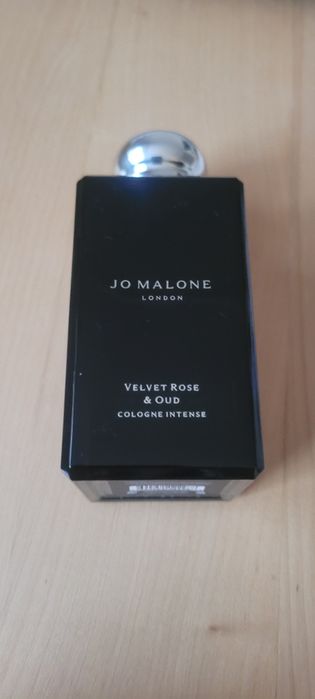 JO MALONE
LONDON
VELVET ROSE
& OUD
COLOGNE INTENSE